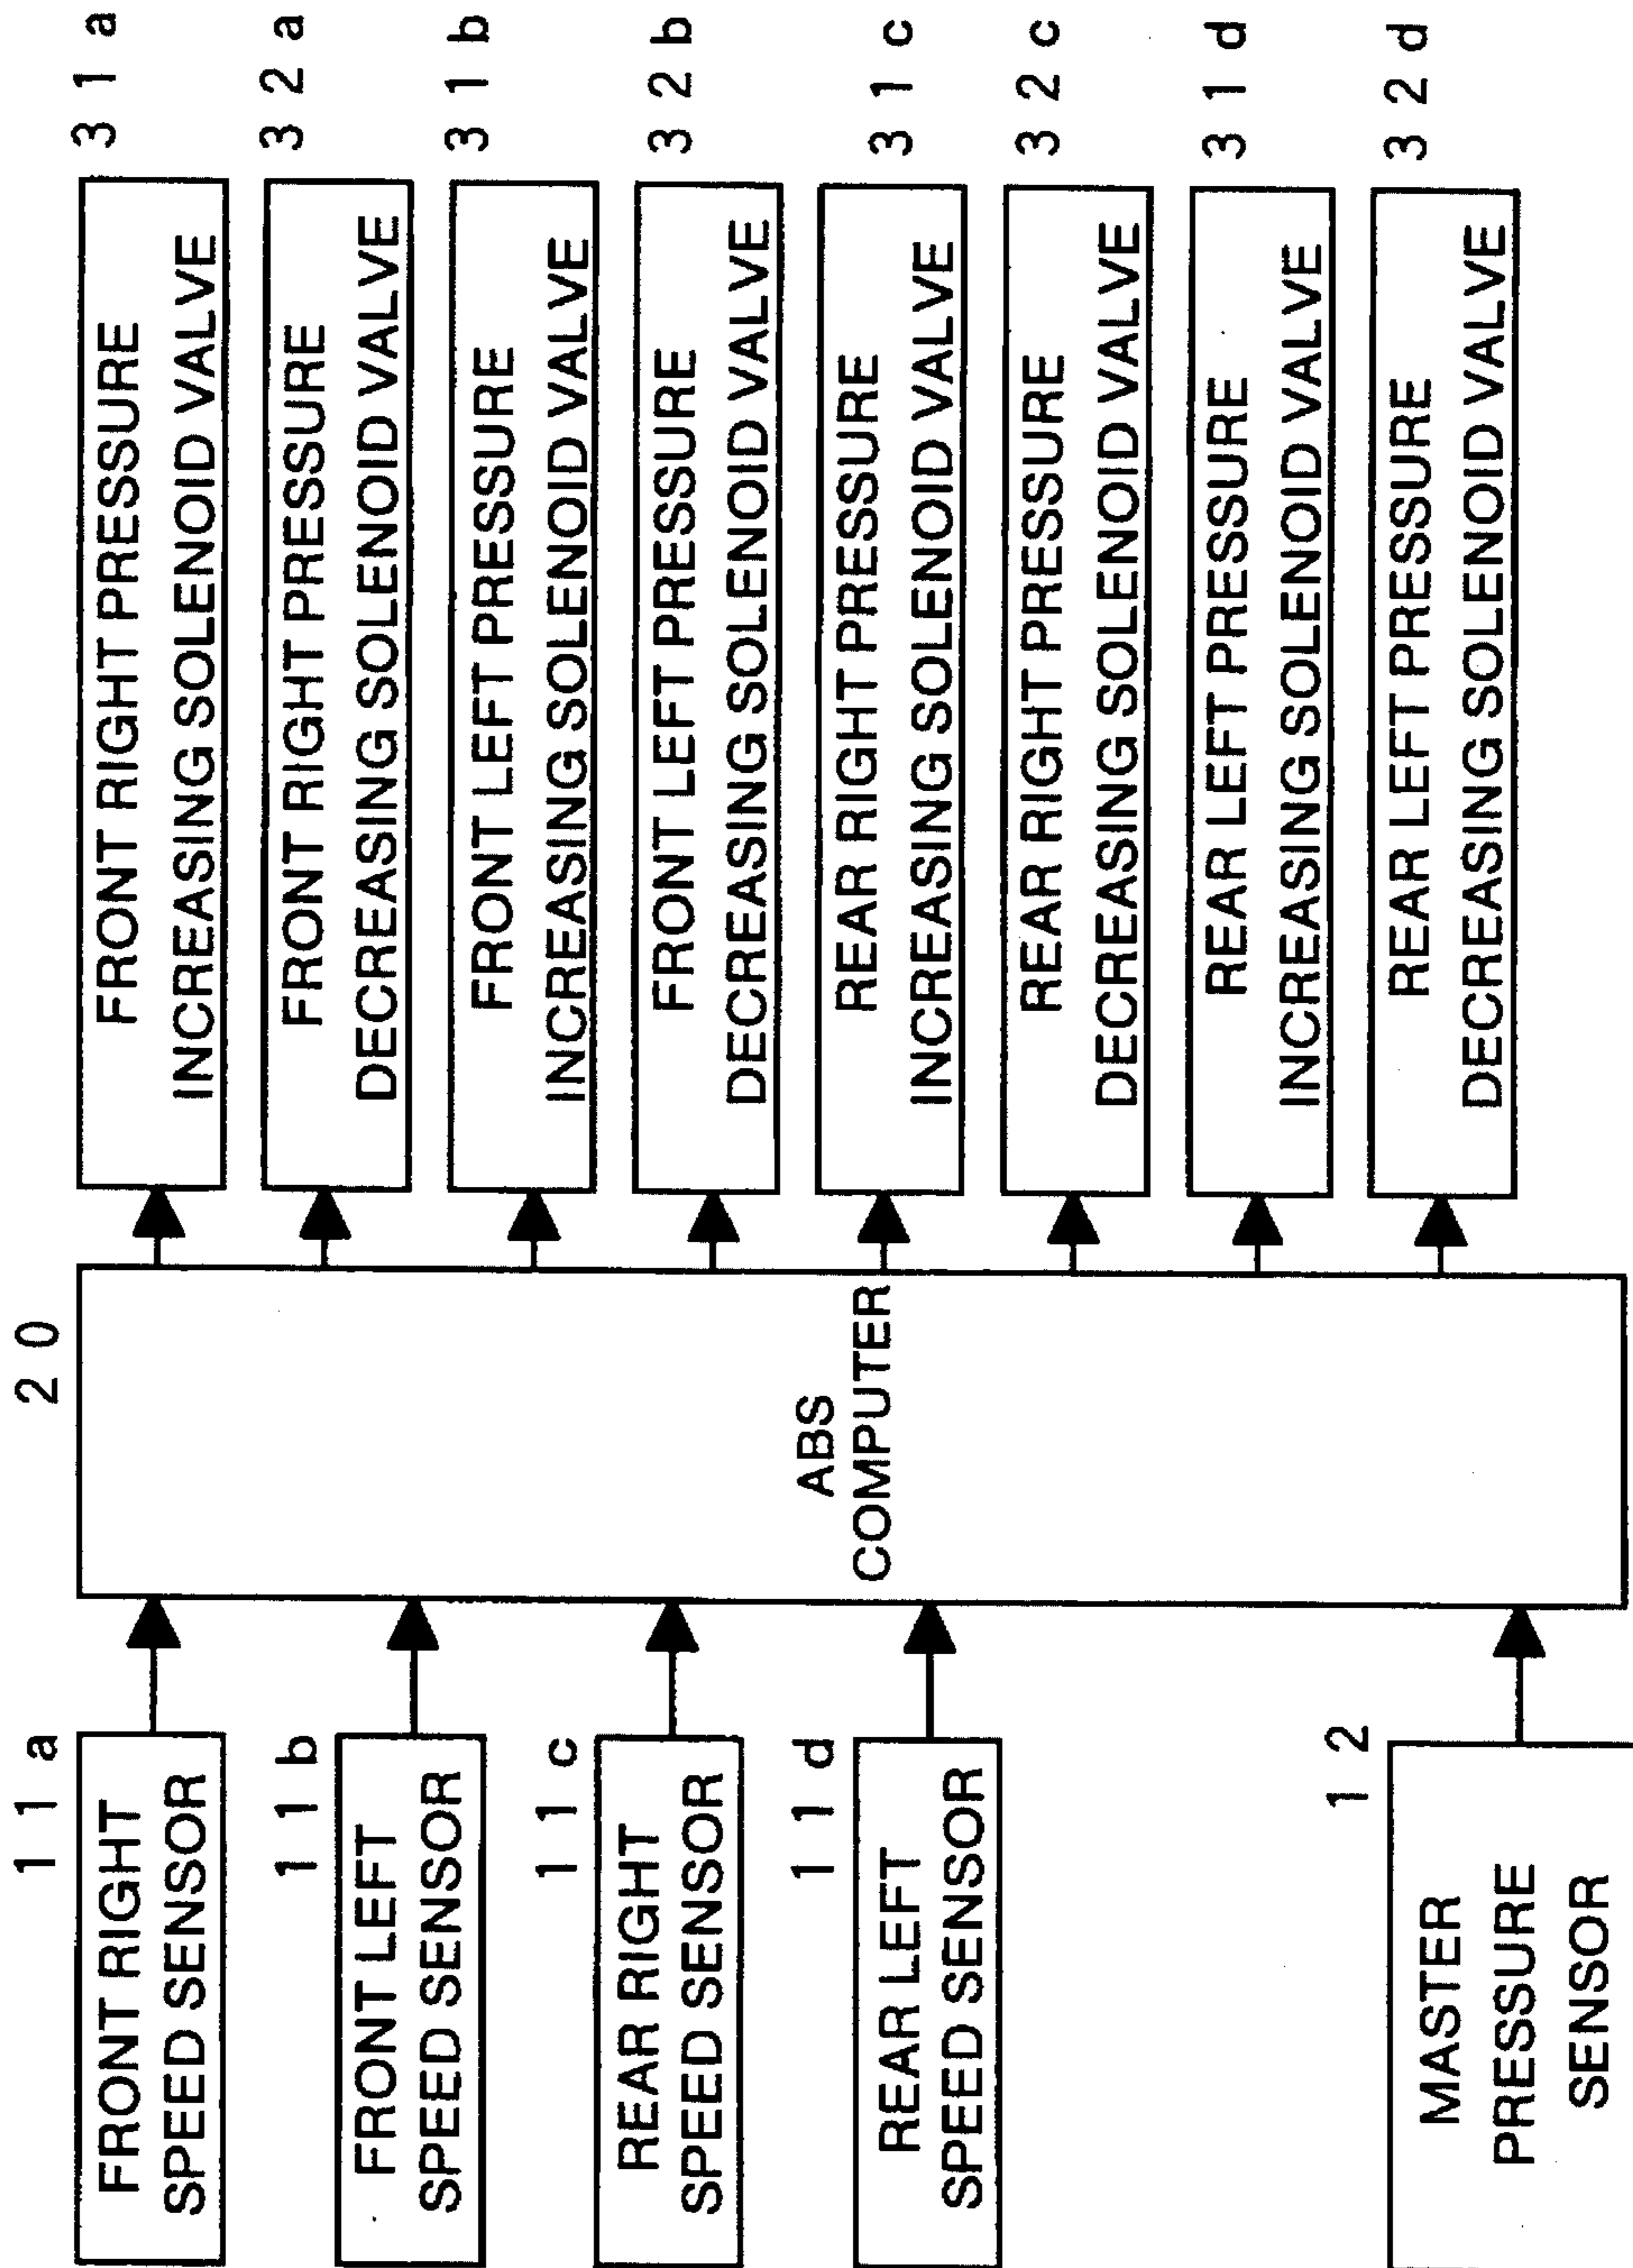 11a
FRONT RIGHT
SPEED SENSOR
11b
FRONT LEFT
SPEED SENSOR
11c
REAR RIGHT
SPEED SENSOR
11d
REAR LEFT
SPEED SENSOR
12
MASTER
PRESSURE
SENSOR
20
ABS
COMPUTER
31a
FRONT RIGHT PRESSURE
INCREASING SOLENOID VALVE
32a
FRONT RIGHT PRESSURE
DECREASING SOLENOID VALVE
31b
FRONT LEFT PRESSURE
INCREASING SOLENOID VALVE
32b
FRONT LEFT PRESSURE
DECREASING SOLENOID VALVE
31c
REAR RIGHT PRESSURE
INCREASING SOLENOID VALVE
32c
REAR RIGHT PRESSURE
DECREASING SOLENOID VALVE
31d
REAR LEFT PRESSURE
INCREASING SOLENOID VALVE
32d
REAR LEFT PRESSURE
DECREASING SOLENOID VALVE